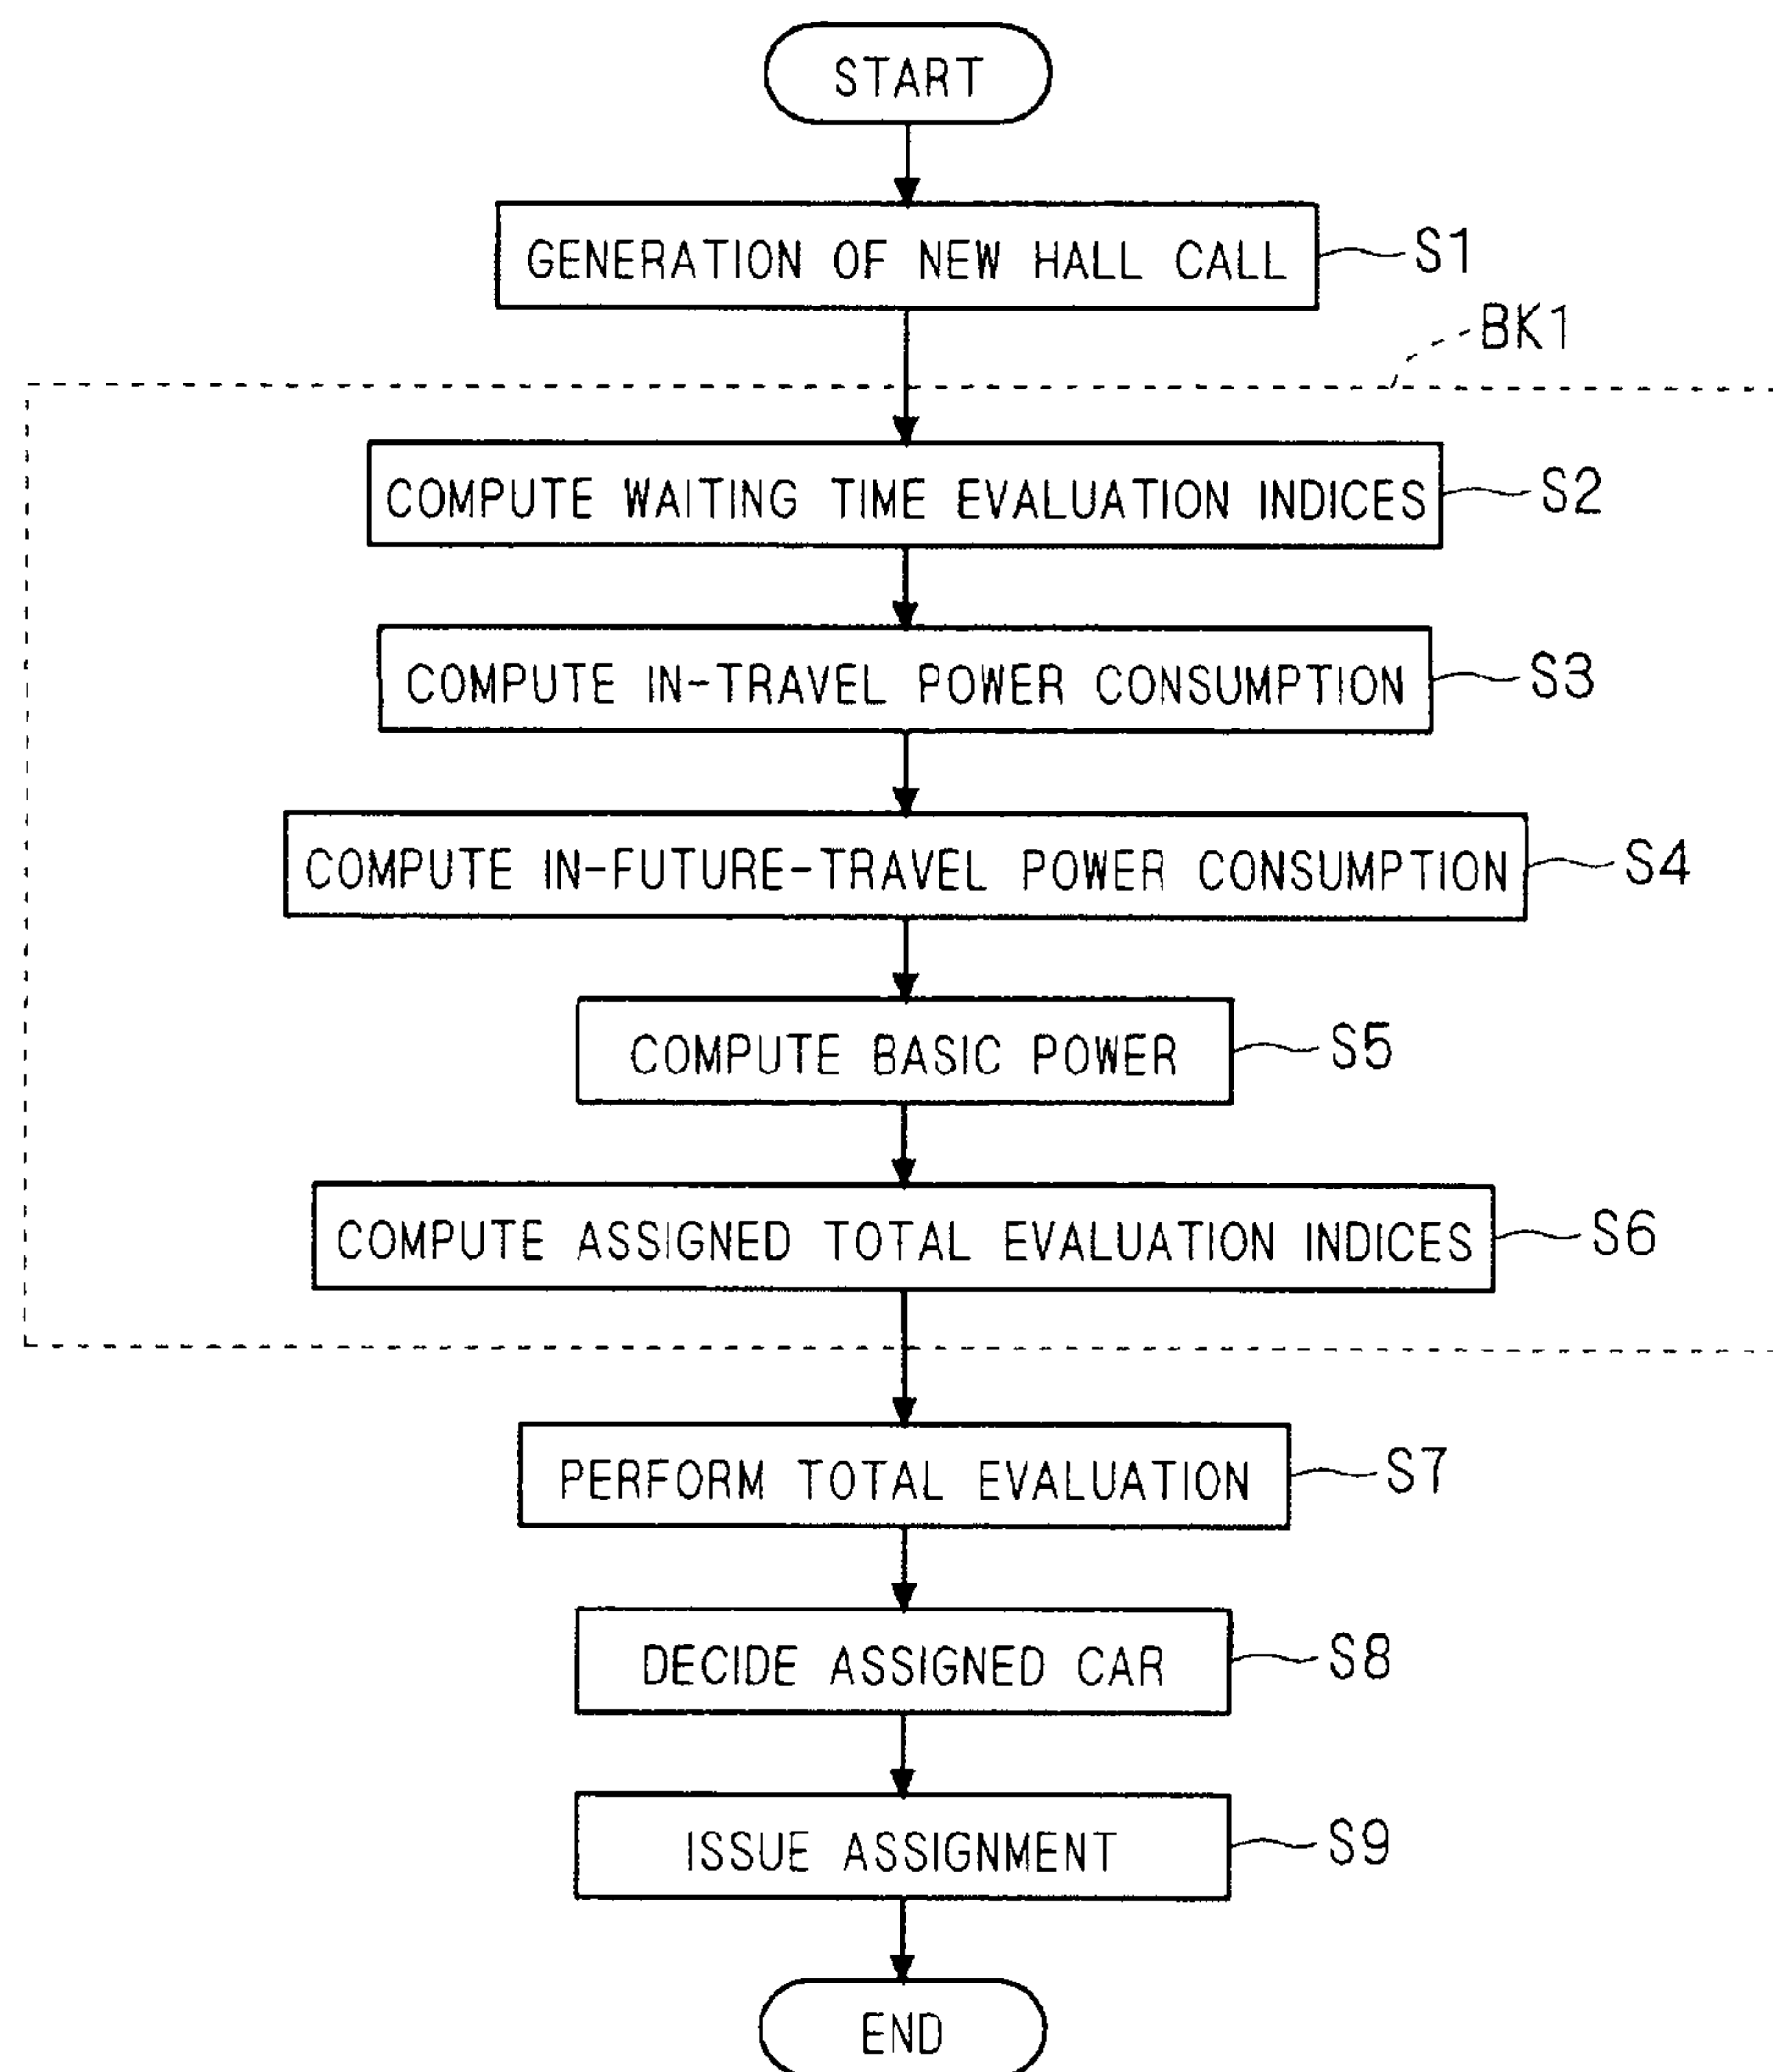 START
GENERATION OF NEW HALL CALL
S1
BK1
COMPUTE WAITING TIME EVALUATION INDICES
S2
COMPUTE IN-TRAVEL POWER CONSUMPTION
S3
COMPUTE IN-FUTURE-TRAVEL POWER CONSUMPTION
S4
COMPUTE BASIC POWER
S5
COMPUTE ASSIGNED TOTAL EVALUATION INDICES
S6
PERFORM TOTAL EVALUATION
S7
DECIDE ASSIGNED CAR
S8
ISSUE ASSIGNMENT
S9
END